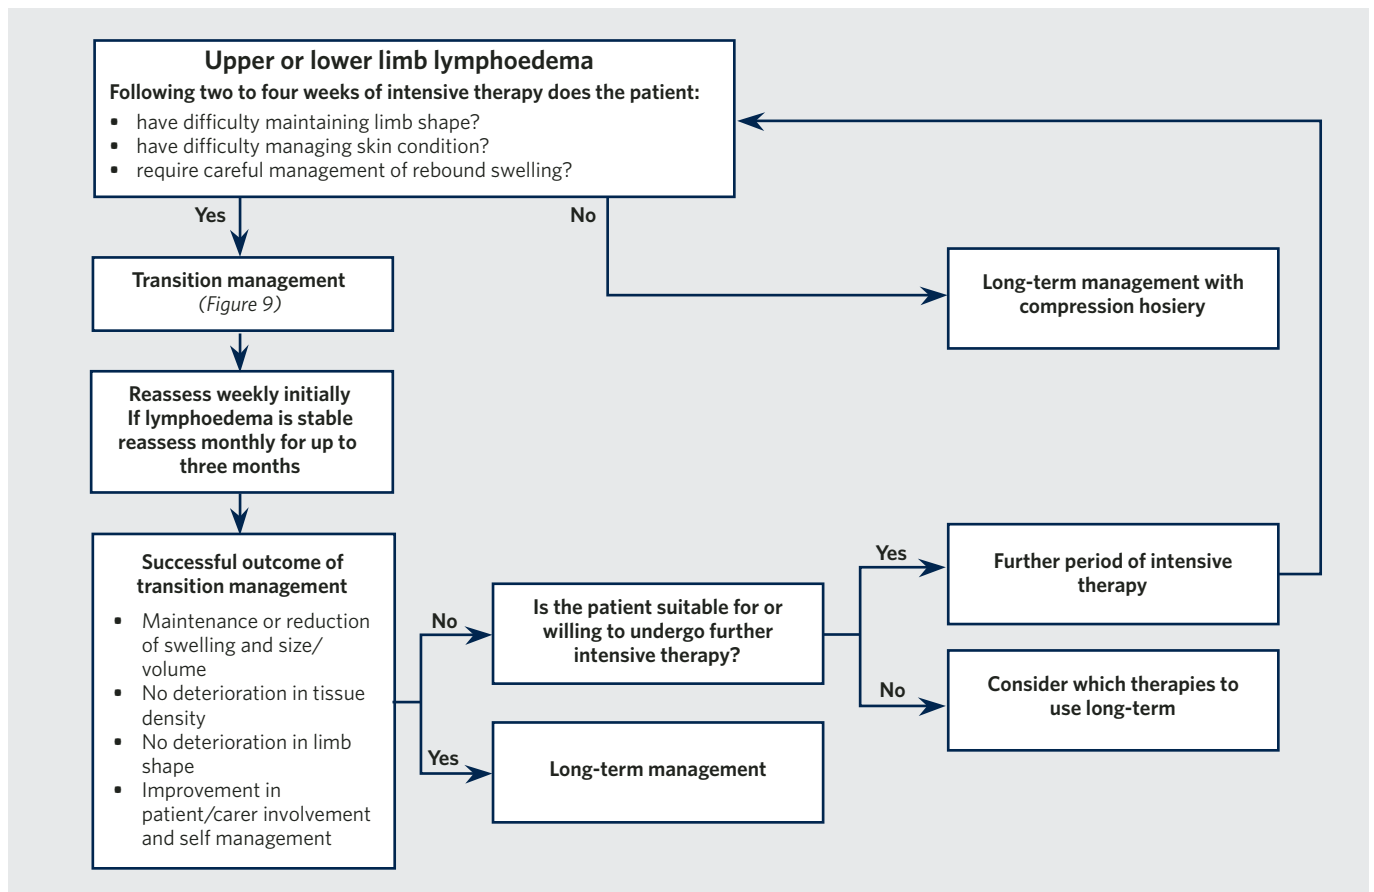 Upper or lower limb lymphoedema
Following two to four weeks of intensive therapy does the patient:
▪ have difficulty maintaining limb shape?
▪ have difficulty managing skin condition?
▪ require careful management of rebound swelling?
Yes
No
Transition management
(Figure 9)
Long-term management with
compression hosiery
Reassess weekly initially
If lymphoedema is stable
reassess monthly for up to
three months
Successful outcome of
transition management
▪ Maintenance or reduction
of swelling and size/
volume
▪ No deterioration in tissue
density
▪ No deterioration in limb
shape
▪ Improvement in
patient/carer involvement
and self management
No
Is the patient suitable for or
willing to undergo further
intensive therapy?
Yes
Long-term management
Yes
Further period of intensive
therapy
No
Consider which therapies to
use long-term